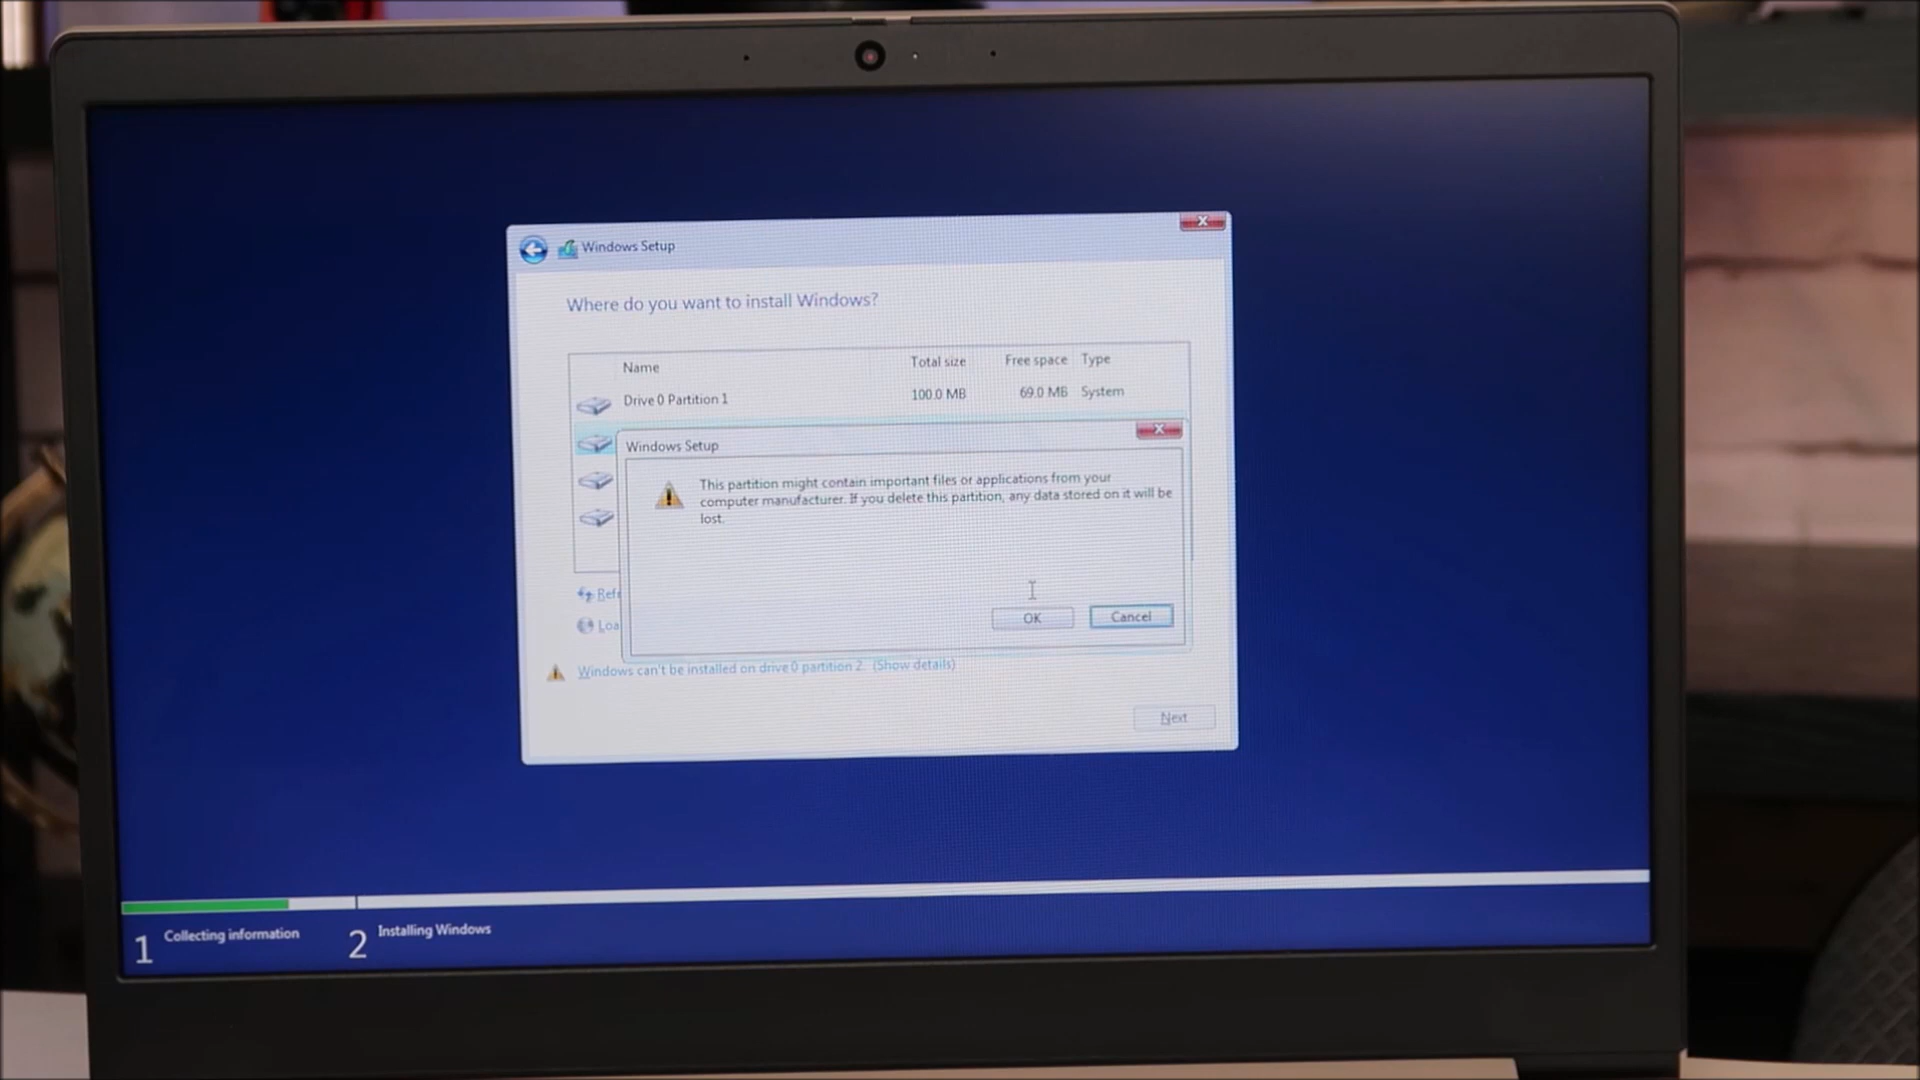 Windows Setup
Where do you want to install Windows?
Name Total size Free space Type
Drive 0 Partition 1 100.0 MB 69.0 MB System
Windows Setup
This partition might contain important files or applications from your
computer manufacturer. If you delete this partition, any data stored on it will be
lost.
OK Cancel
Refr
Loa
Windows can't be installed on drive 0 partition 2. (Show details)
Next
1 Collecting information 2 Installing Windows